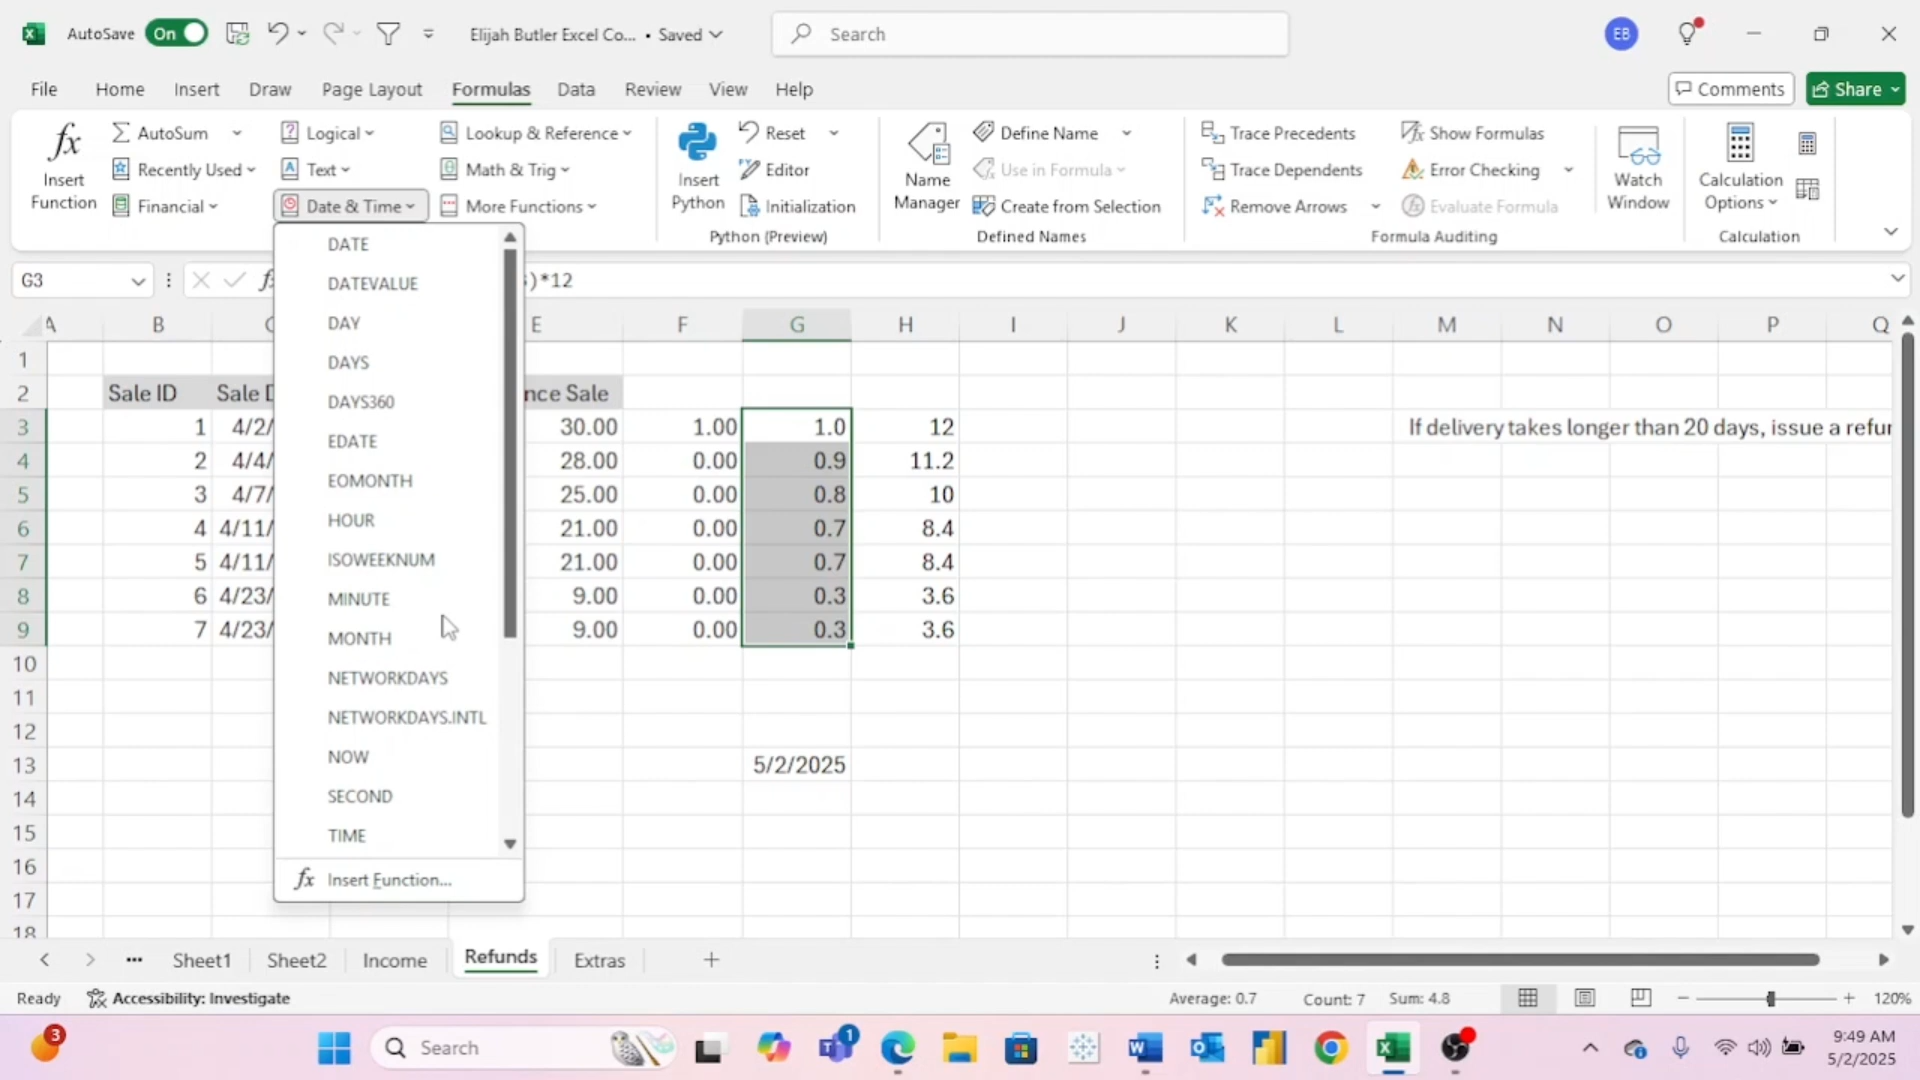 AutoSave On Elijah Butler Excel Co... • Saved Search EB
File Home Insert Draw Page Layout Formulas Data Review View Help Comments Share
fx Insert Function
AutoSum
Recently Used
Financial
Logical
Text
Date & Time
Lookup & Reference
Math & Trig
More Functions
Insert Python
Reset
Editor
Initialization
Python (Preview)
Name Manager
Define Name
Use in Formula
Create from Selection
Defined Names
Trace Precedents
Trace Dependents
Remove Arrows
Show Formulas
Error Checking
Evaluate Formula
Formula Auditing
Watch Window
Calculation Options
Calculation
G3 )*12
DATE
DATEVALUE
DAY
DAYS
DAYS360
EDATE
EOMONTH
HOUR
ISOWEEKNUM
MINUTE
MONTH
NETWORKDAYS
NETWORKDAYS.INTL
NOW
SECOND
TIME
fx Insert Function...
A B C E F G H I J K L M N O P Q
1
2 Sale ID Sale D nce Sale
3 1 4/2/ 30.00 1.00 1.0 12 If delivery takes longer than 20 days, issue a refun
4 2 4/4/ 28.00 0.00 0.9 11.2
5 3 4/7/ 25.00 0.00 0.8 10
6 4 4/11/ 21.00 0.00 0.7 8.4
7 5 4/11/ 21.00 0.00 0.7 8.4
8 6 4/23/ 9.00 0.00 0.3 3.6
9 7 4/23/ 9.00 0.00 0.3 3.6
10
11
12
13 5/2/2025
14
15
16
17
18
Sheet1 Sheet2 Income Refunds Extras
Ready Accessibility: Investigate Average: 0.7 Count: 7 Sum: 4.8 120%
3 Search 1 9:49 AM
5/2/2025